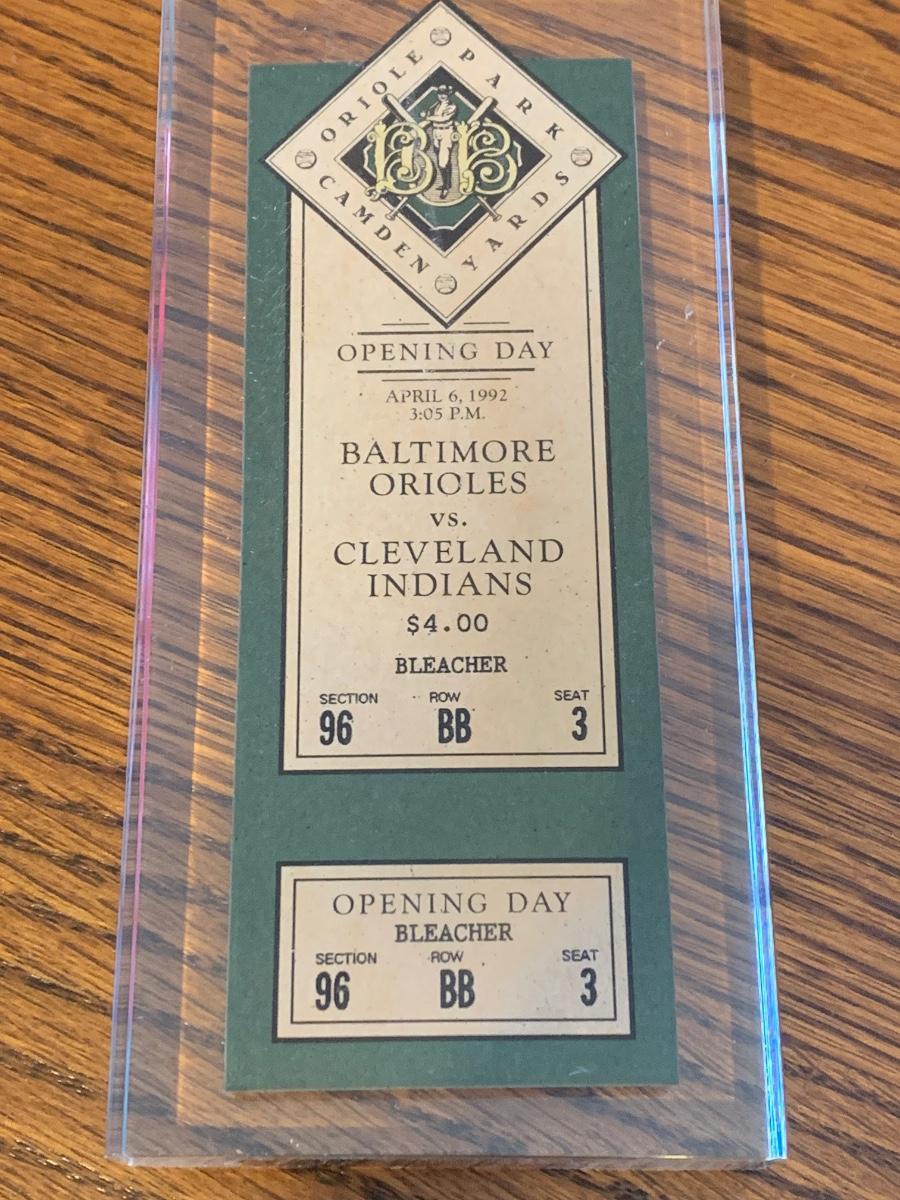 ORIOLE PARK
CAMDEN YARDS
BB
OPENING DAY
APRIL 6, 1992
3:05 P.M.
BALTIMORE
ORIOLES
vs.
CLEVELAND
INDIANS
$4.00
BLEACHER
SECTION ROW SEAT
96 BB 3
OPENING DAY
BLEACHER
SECTION ROW SEAT
96 BB 3